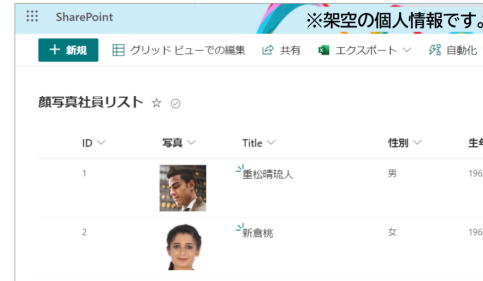 SharePoint
※架空の個人情報です。
＋ 新規 グリッド ビューでの編集 共有 エクスポート 自動化
顔写真社員リスト
ID 写真 Title 性別
1 重松晴琉人 男 196
2 新倉桃 女 196